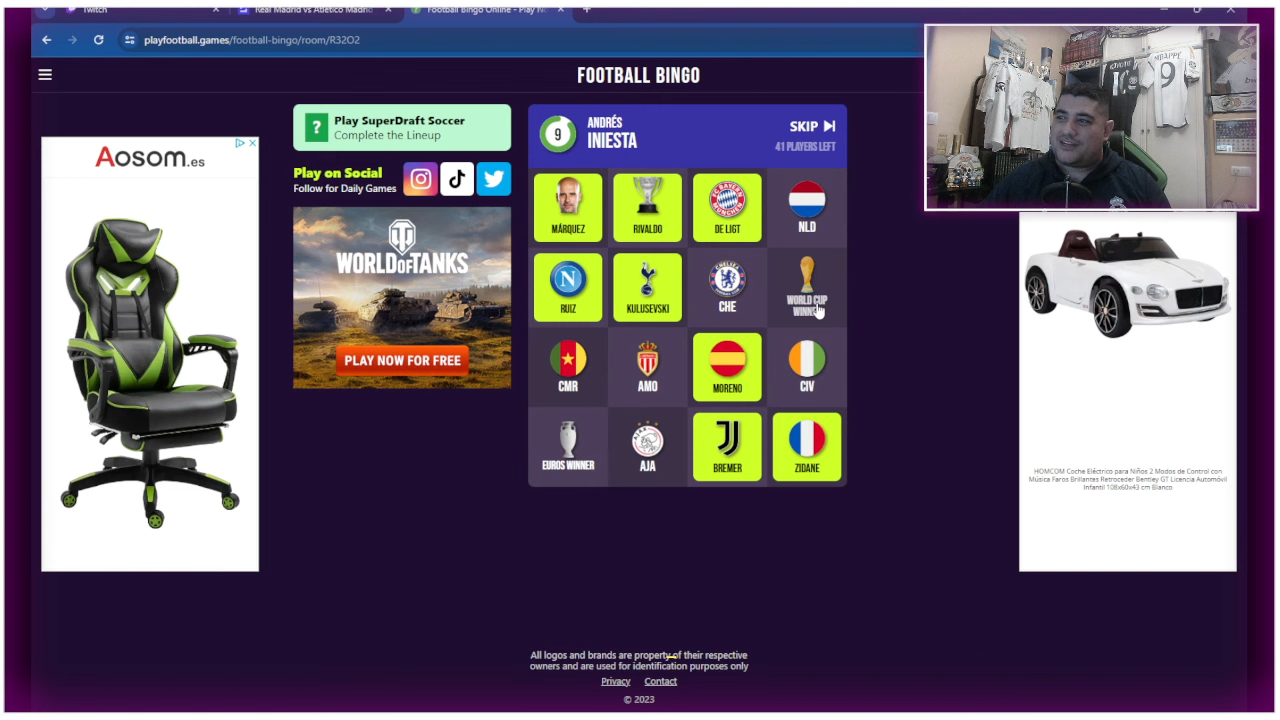 Twitch
Real Madrid vs Atlético Madri
Football Bingo Online - Play N
playfootball.games/football-bingo/room/R32O2
FOOTBALL BINGO
MBAPPE
9
Play SuperDraft Soccer
Complete the Lineup
Play on Social
Follow for Daily Games
WORLD OF TANKS
PLAY NOW FOR FREE
Aosom.es
9
ANDRÉS
INIESTA
SKIP
41 PLAYERS LEFT
MÁRQUEZ
RIVALDO
DE LIGT
NLD
RUIZ
KULUSEVSKI
CHE
WORLD CUP
CMR
AMO
MORENO
CIV
EUROS WINNER
AJA
BREMER
ZIDANE
HOMCOM Coche Eléctrico para Niños 2 Modos de Control con
Música Faros Brillantes Retroceder Bentley GT Licencia Automóvil
Infantil 108x60x43 cm Blanco
All logos and brands are property of their respective
owners and are used for identification purposes only
Privacy Contact
© 2023